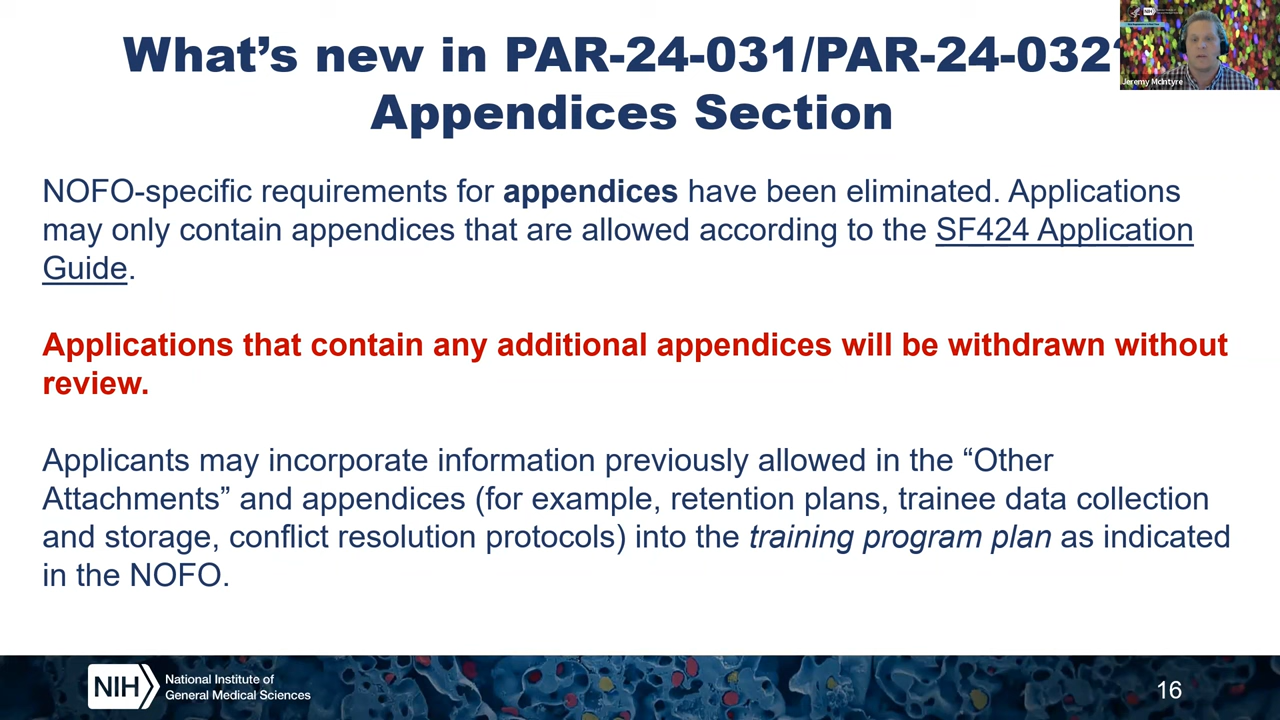 What’s new in PAR-24-031/PAR-24-032?
Appendices Section
NIH
Jeremy McIntyre
NOFO-specific requirements for appendices have been eliminated. Applications
may only contain appendices that are allowed according to the SF424 Application
Guide.
Applications that contain any additional appendices will be withdrawn without
review.
Applicants may incorporate information previously allowed in the “Other
Attachments” and appendices (for example, retention plans, trainee data collection
and storage, conflict resolution protocols) into the training program plan as indicated
in the NOFO.
NIH
National Institute of
General Medical Sciences
16